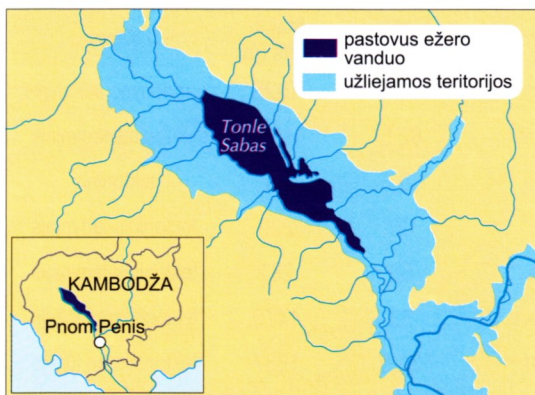 pastovus ežero
vanduo
užliejamos teritorijos
Tonle
Sabas
KAMBODŽA
Pnom Penis